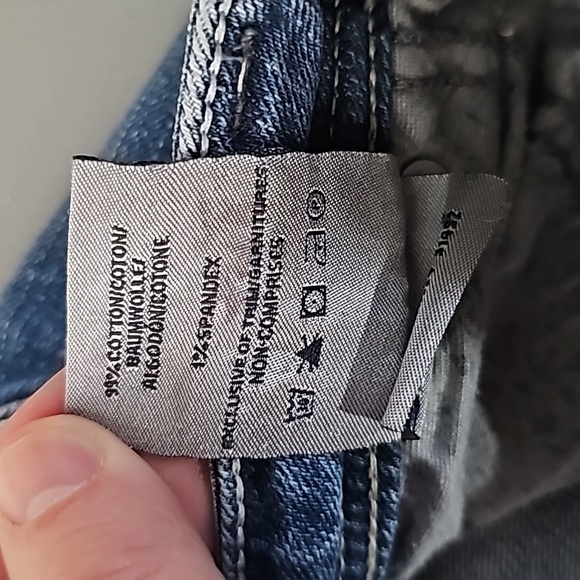 99% COTTON/COTON/
BAUMWOLLE/
ALGODÓN/COTONE
1% SPANDEX
EXCLUSIVE OF TRIM/GARNITURES
NON-COMPRISES